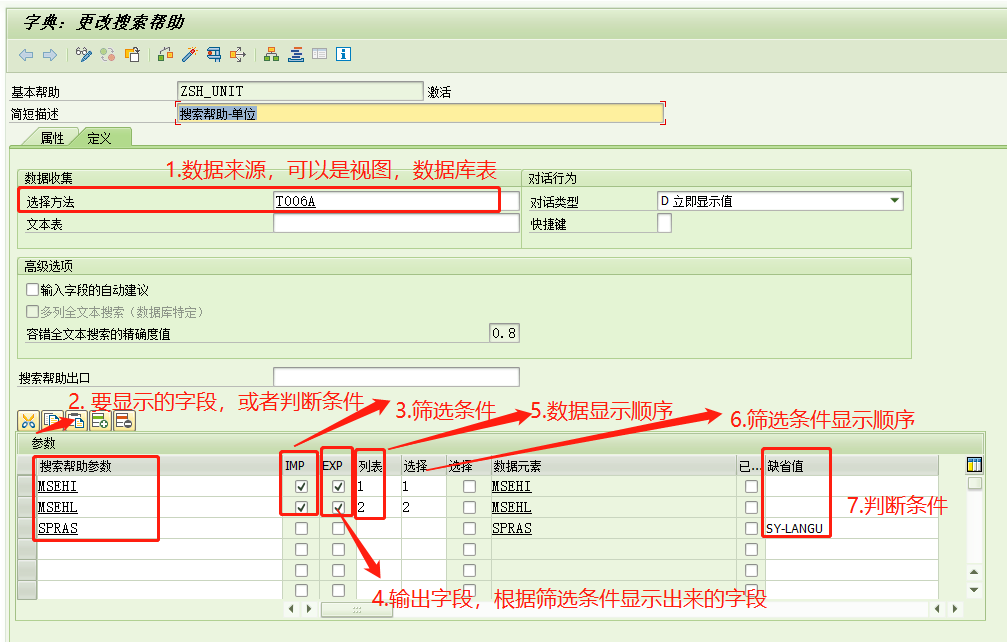 字典：更改搜索帮助
基本帮助 ZSH_UNIT 激活
简短描述 搜索帮助-单位
属性 定义
1.数据来源，可以是视图，数据库表
数据收集 对话行为
选择方法 T006A 对话类型 D 立即显示值
文本表 快捷键
高级选项
输入字段的自动建议
多列全文本搜索（数据库特定）
容错全文本搜索的精确度值 0.8
搜索帮助出口
2. 要显示的字段，或者判断条件 3.筛选条件 5.数据显示顺序 6.筛选条件显示顺序
参数
搜索帮助参数 IMP EXP 列表 选择 选择 数据元素 已... 缺省值
MSEHI 1 1 MSEHI
MSEHL 2 2 MSEHL 7.判断条件
SPRAS SPRAS SY-LANGU
4.输出字段，根据筛选条件显示出来的字段